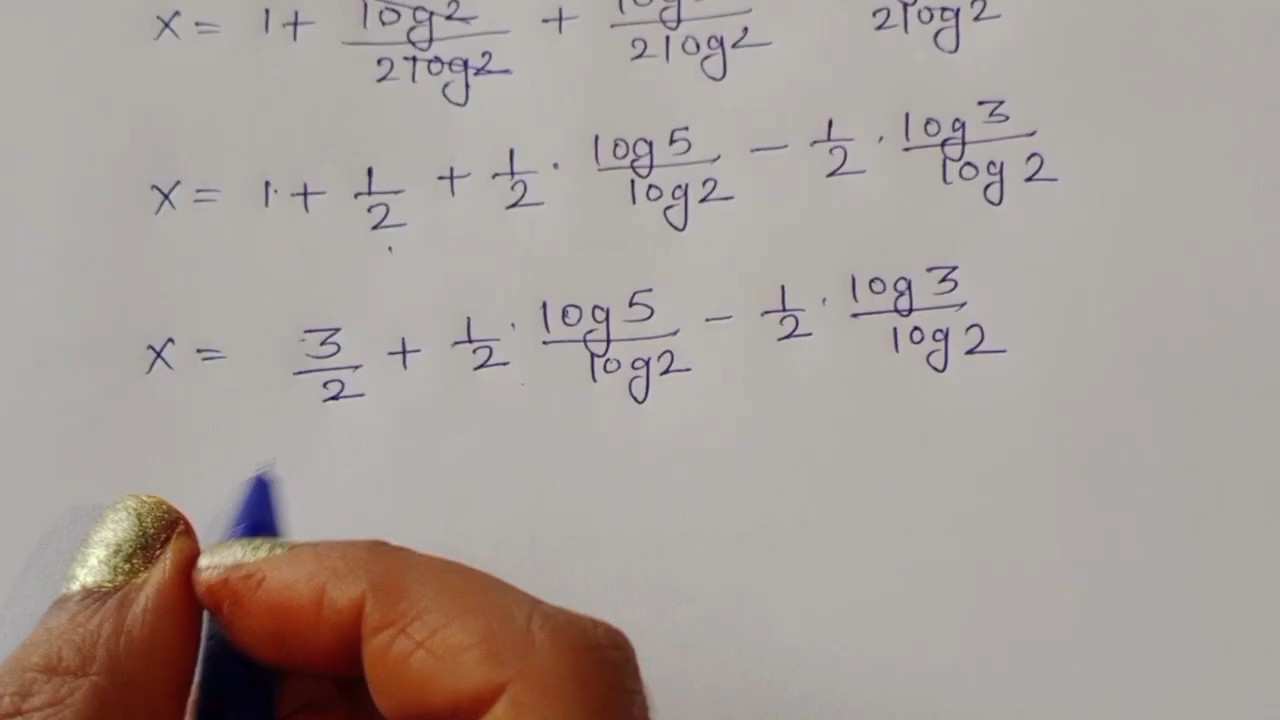 x = 1 + log2/2log2 + log/2log2 2log2
x = 1 + 1/2 + 1/2 · log5/log2 − 1/2 · log3/log2
x = 3/2 + 1/2 · log5/log2 − 1/2 · log3/log2